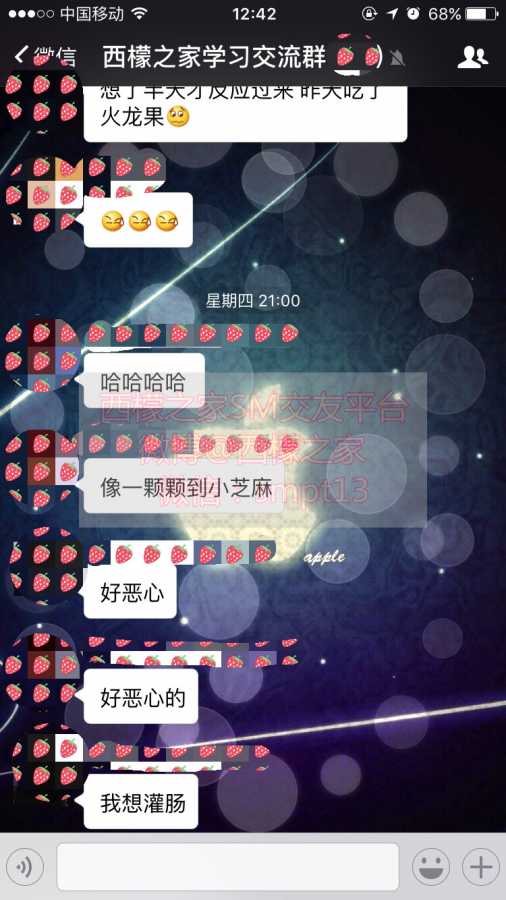 中国移动 12:42 68%
微信 西檬之家学习交流群 )
想了半天才反应过来 昨天吃了
火龙果
星期四 21:00
哈哈哈哈
西檬之家SM交友平台
微博@西檬之家
像一颗颗到小芝麻
apple
好恶心
好恶心的
我想灌肠